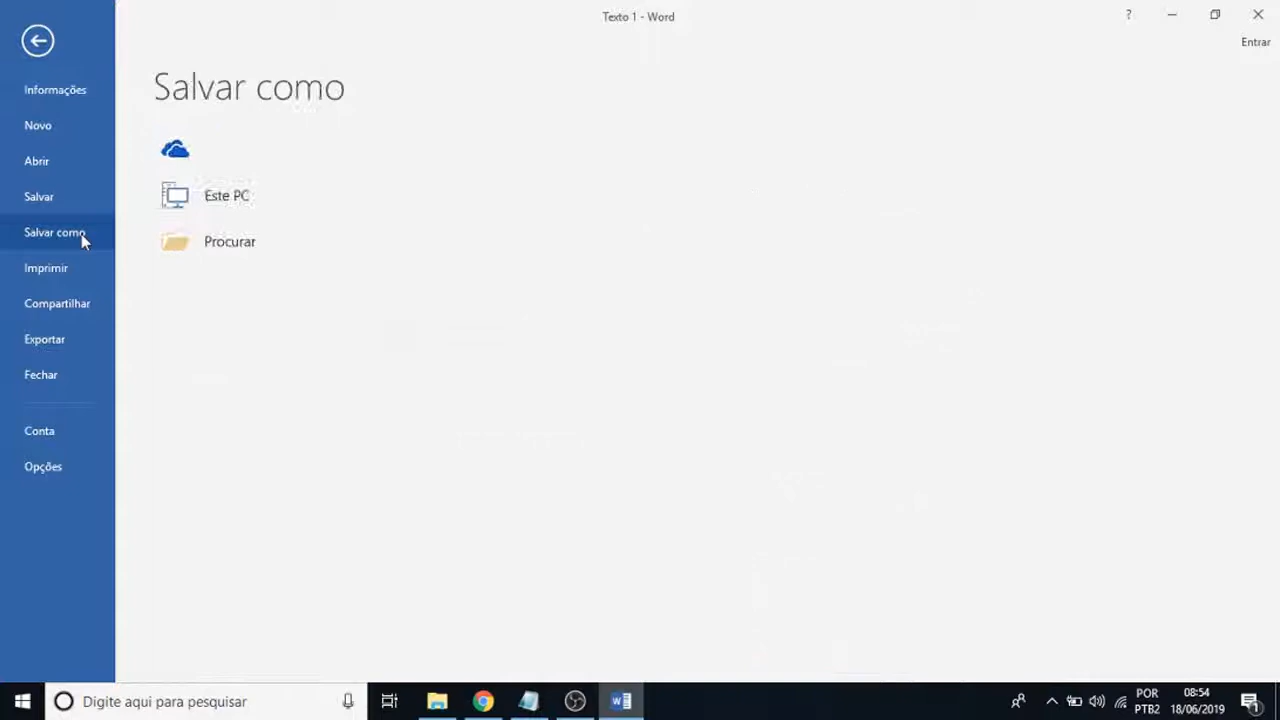 Texto 1 - Word
?
Entrar
Informações
Novo
Abrir
Salvar
Salvar como
Imprimir
Compartilhar
Exportar
Fechar
Conta
Opções
Salvar como
Este PC
Procurar
Digite aqui para pesquisar
POR
PTB2
08:54
18/06/2019
1